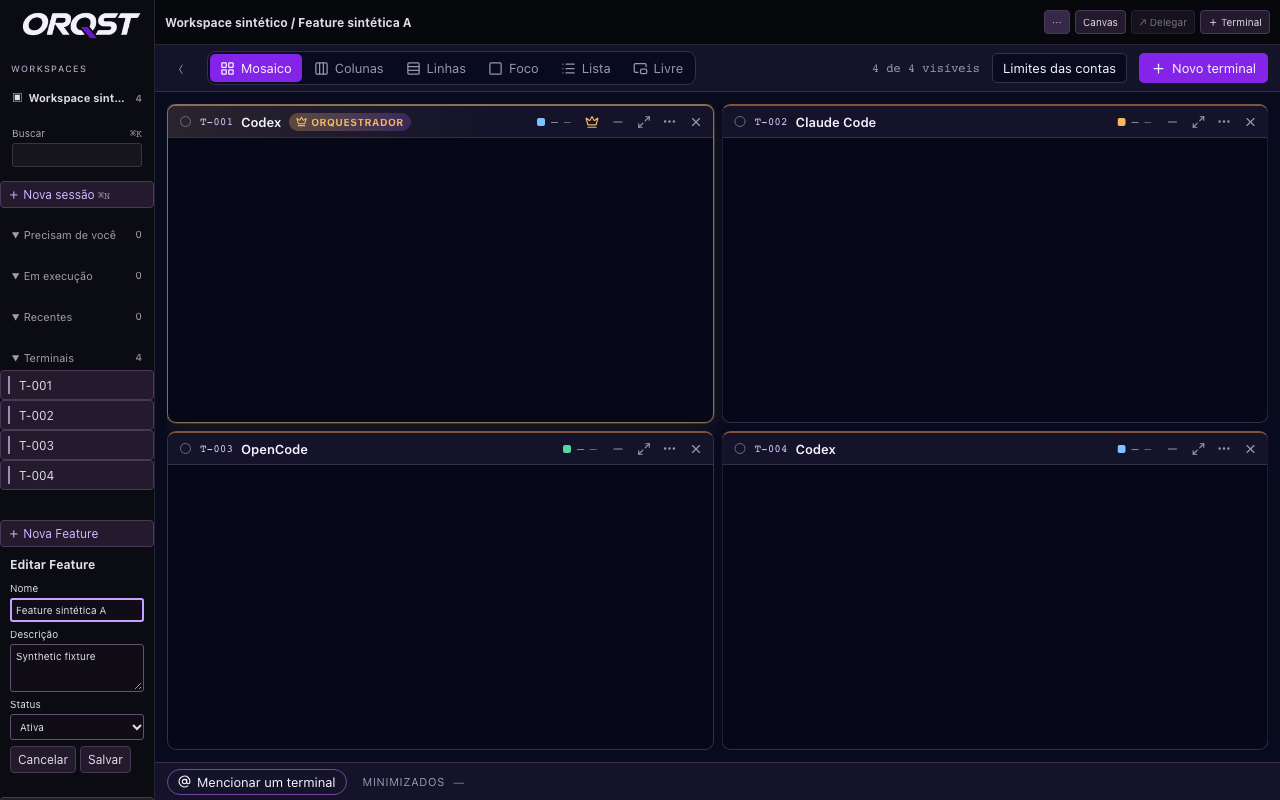 ORQST
WORKSPACES
Workspace sint... 4
Buscar ⌘K
+ Nova sessão ⌘N
▼ Precisam de você 0
▼ Em execução 0
▼ Recentes 0
▼ Terminais 4
T-001
T-002
T-003
T-004
+ Nova Feature
Editar Feature
Nome
Feature sintética A
Descrição
Synthetic fixture
Status
Ativa
Cancelar Salvar
Workspace sintético / Feature sintética A
... Canvas ↗ Delegar + Terminal
Mosaico Colunas Linhas Foco Lista Livre 4 de 4 visíveis Limites das contas + Novo terminal
T-001 Codex ORQUESTRADOR — —
T-002 Claude Code — —
T-003 OpenCode — —
T-004 Codex — —
@ Mencionar um terminal MINIMIZADOS —